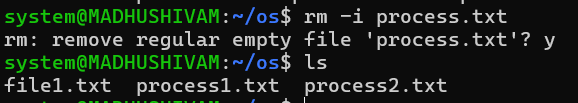 system@MADHUSHIVAM:~/os$ rm -i process.txt
rm: remove regular empty file 'process.txt'? y
system@MADHUSHIVAM:~/os$ ls
file1.txt  process1.txt  process2.txt